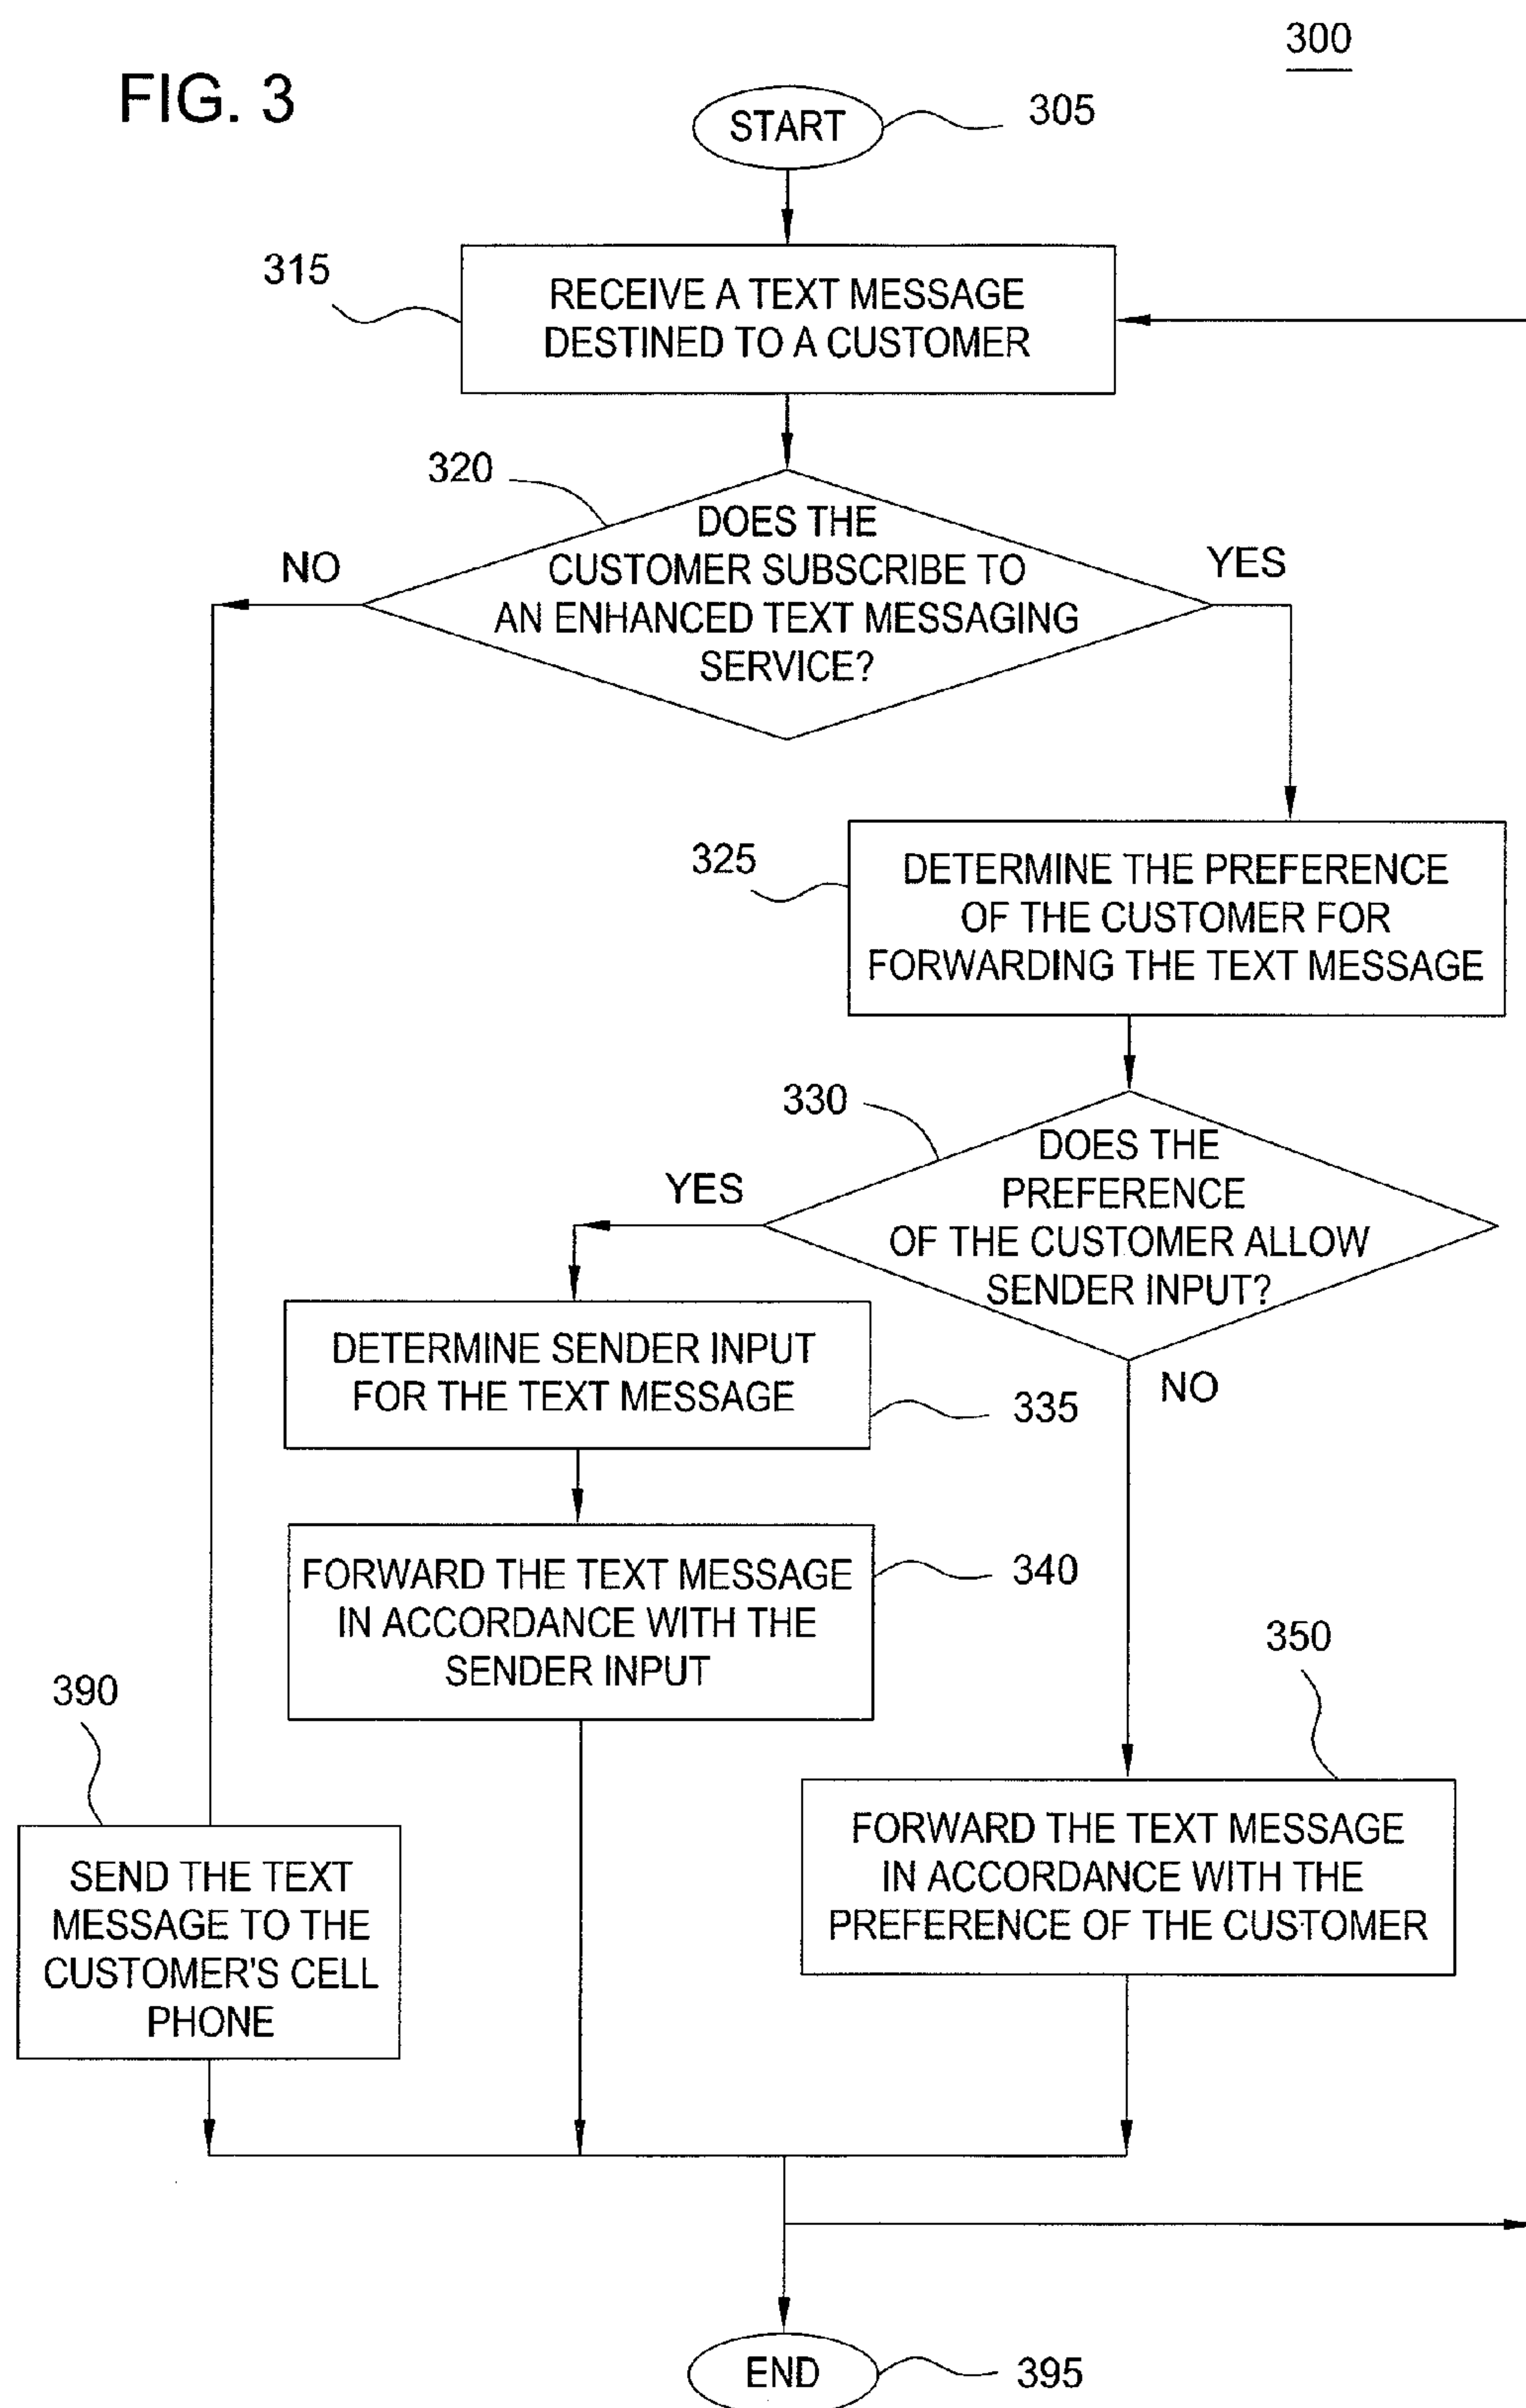 300
FIG. 3
START
305
315
RECEIVE A TEXT MESSAGE
DESTINED TO A CUSTOMER
320
DOES THE
CUSTOMER SUBSCRIBE TO
AN ENHANCED TEXT MESSAGING
SERVICE?
NO
YES
325
DETERMINE THE PREFERENCE
OF THE CUSTOMER FOR
FORWARDING THE TEXT MESSAGE
330
DOES THE
PREFERENCE
OF THE CUSTOMER ALLOW
SENDER INPUT?
YES
NO
DETERMINE SENDER INPUT
FOR THE TEXT MESSAGE
335
FORWARD THE TEXT MESSAGE
IN ACCORDANCE WITH THE
SENDER INPUT
340
350
FORWARD THE TEXT MESSAGE
IN ACCORDANCE WITH THE
PREFERENCE OF THE CUSTOMER
390
SEND THE TEXT
MESSAGE TO THE
CUSTOMER'S CELL
PHONE
END
395